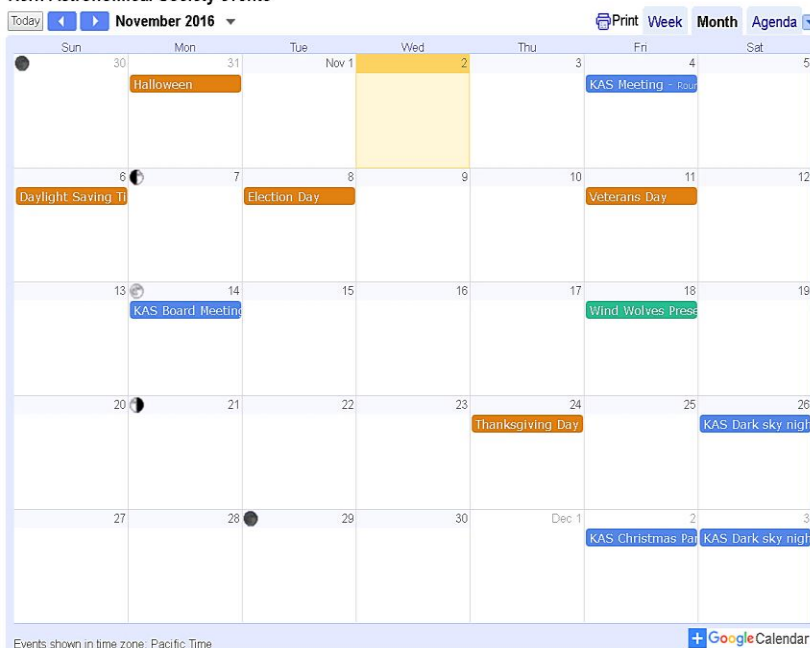 Today November 2016 Print Week Month Agenda
Sun Mon Tue Wed Thu Fri Sat
30 31 Nov 1 2 3 4 5
Halloween KAS Meeting -
6 7 8 9 10 11 12
Daylight Saving Ti Election Day Veterans Day
13 14 15 16 17 18 19
KAS Board Meeting Wind Wolves Prese
20 21 22 23 24 25 26
Thanksgiving Day KAS Dark sky nigh
27 28 29 30 Dec 1 2 3
KAS Christmas Par KAS Dark sky nigh
Events shown in time zone: Pacific Time + Google Calendar